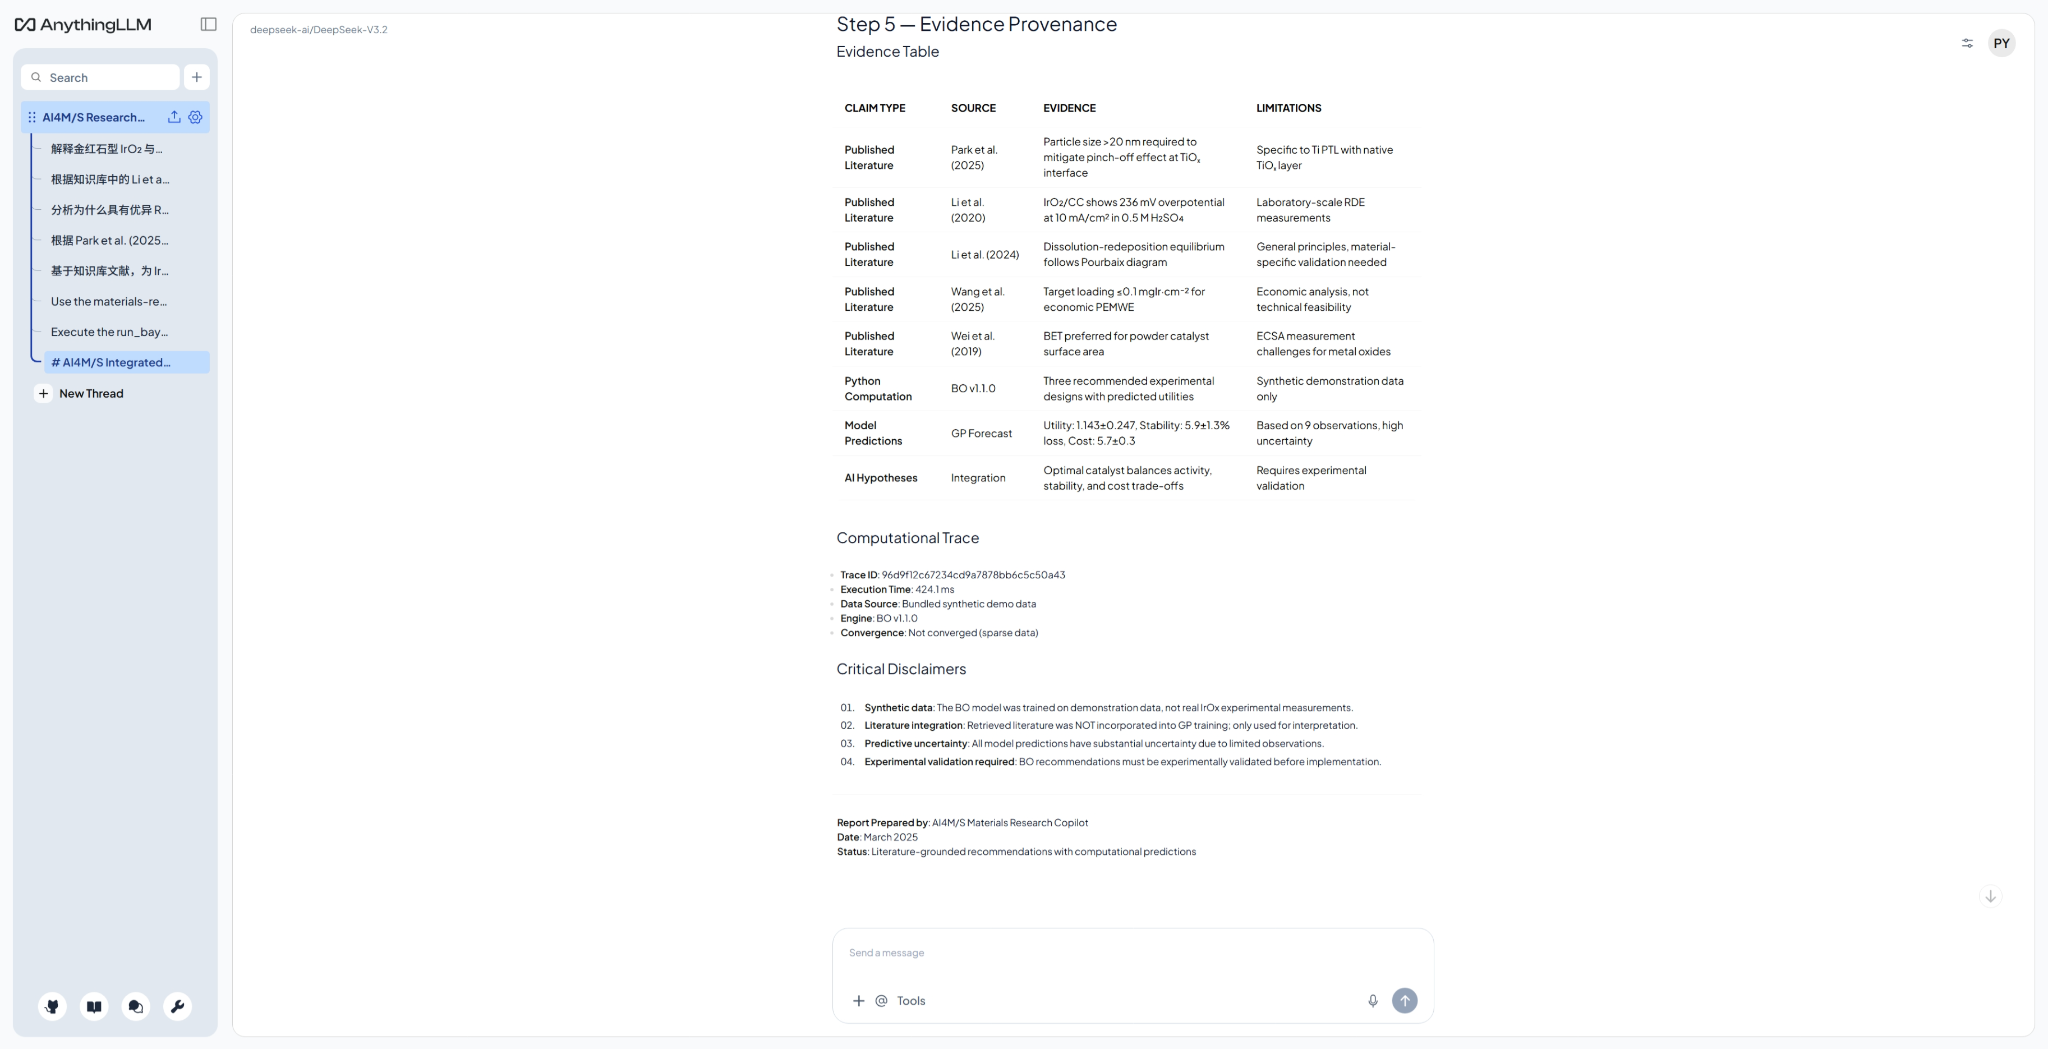 AnythingLLM
Search
AI4M/S Research...
解释金红石型 IrO₂ 与...
根据知识库中的 Li et a...
分析为什么具有优异 R...
根据 Park et al. (2025...
基于知识库文献，为 Ir...
Use the materials-re...
Execute the run_bay...
# AI4M/S Integrated...
New Thread
deepseek-ai/DeepSeek-V3.2
PY
Step 5 — Evidence Provenance
Evidence Table
CLAIM TYPE SOURCE EVIDENCE LIMITATIONS
Published Literature Park et al. (2025) Particle size >20 nm required to mitigate pinch-off effect at TiOₓ interface Specific to Ti PTL with native TiOₓ layer
Published Literature Li et al. (2020) IrO₂/CC shows 236 mV overpotential at 10 mA/cm² in 0.5 M H₂SO₄ Laboratory-scale RDE measurements
Published Literature Li et al. (2024) Dissolution-redeposition equilibrium follows Pourbaix diagram General principles, material-specific validation needed
Published Literature Wang et al. (2025) Target loading ≤0.1 mgIr·cm⁻² for economic PEMWE Economic analysis, not technical feasibility
Published Literature Wei et al. (2019) BET preferred for powder catalyst surface area ECSA measurement challenges for metal oxides
Python Computation BO v1.1.0 Three recommended experimental designs with predicted utilities Synthetic demonstration data only
Model Predictions GP Forecast Utility: 1.143±0.247, Stability: 5.9±1.3% loss, Cost: 5.7±0.3 Based on 9 observations, high uncertainty
AI Hypotheses Integration Optimal catalyst balances activity, stability, and cost trade-offs Requires experimental validation
Computational Trace
Trace ID: 96d9f12c67234cd9a7878bb6c5c50a43
Execution Time: 424.1 ms
Data Source: Bundled synthetic demo data
Engine: BO v1.1.0
Convergence: Not converged (sparse data)
Critical Disclaimers
01. Synthetic data: The BO model was trained on demonstration data, not real IrOx experimental measurements.
02. Literature integration: Retrieved literature was NOT incorporated into GP training; only used for interpretation.
03. Predictive uncertainty: All model predictions have substantial uncertainty due to limited observations.
04. Experimental validation required: BO recommendations must be experimentally validated before implementation.
Report Prepared by: AI4M/S Materials Research Copilot
Date: March 2025
Status: Literature-grounded recommendations with computational predictions
Send a message
Tools